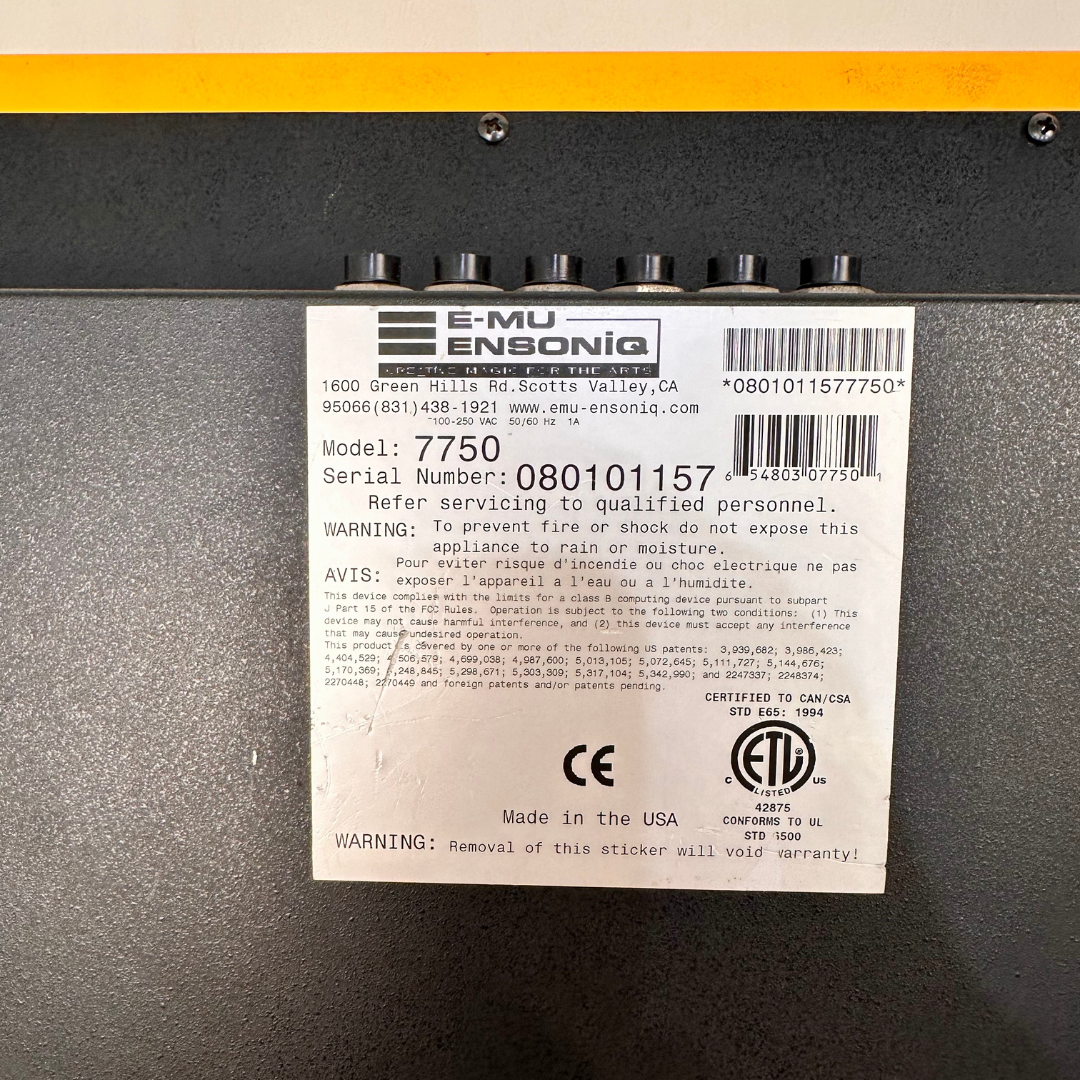 E-MU
ENSONiQ
CREATIVE MAGIC FOR THE ARTS
1600 Green Hills Rd.Scotts Valley,CA
95066(831)438-1921 www.emu-ensoniq.com
~100-250 VAC 50/60 Hz 1A
*0801011577750*
Model: 7750
Serial Number: 080101157
6 54803 07750 1
Refer servicing to qualified personnel.
WARNING: To prevent fire or shock do not expose this
appliance to rain or moisture.
AVIS: Pour eviter risque d'incendie ou choc electrique ne pas
exposer l'appareil a l'eau ou a l'humidite.
This device complies with the limits for a class B computing device pursuant to subpart
J Part 15 of the FCC Rules. Operation is subject to the following two conditions: (1) This
device may not cause harmful interference, and (2) this device must accept any interference
that may cause undesired operation.
This product is covered by one or more of the following US patents: 3,939,682; 3,986,423;
4,404,529; 4,506,579; 4,699,038; 4,987,600; 5,013,105; 5,072,645; 5,111,727; 5,144,676;
5,170,369; 5,248,845; 5,298,671; 5,303,309; 5,317,104; 5,342,990; and 2247337; 2248374;
2270448; 2270449 and foreign patents and/or patents pending.
CERTIFIED TO CAN/CSA
STD E65: 1994
ETL
C US
LISTED
CE
42875
CONFORMS TO UL
STD 6500
Made in the USA
WARNING: Removal of this sticker will void warranty!